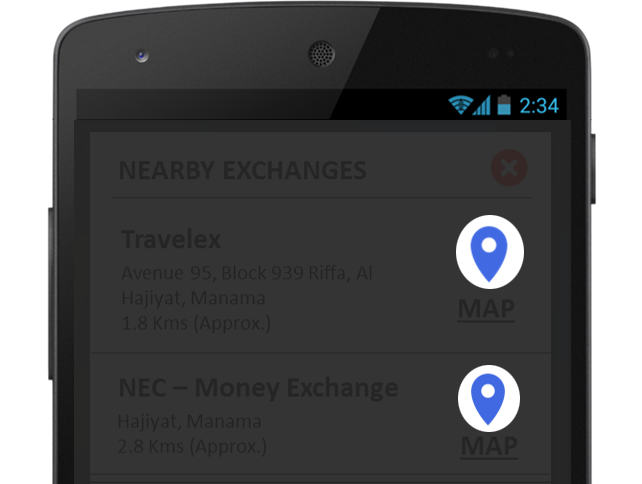 2:34
NEARBY EXCHANGES
Travelex
Avenue 95, Block 939 Riffa, Al
Hajiyat, Manama
1.8 Kms (Approx.)
MAP
NEC – Money Exchange
Hajiyat, Manama
2.8 Kms (Approx.)
MAP